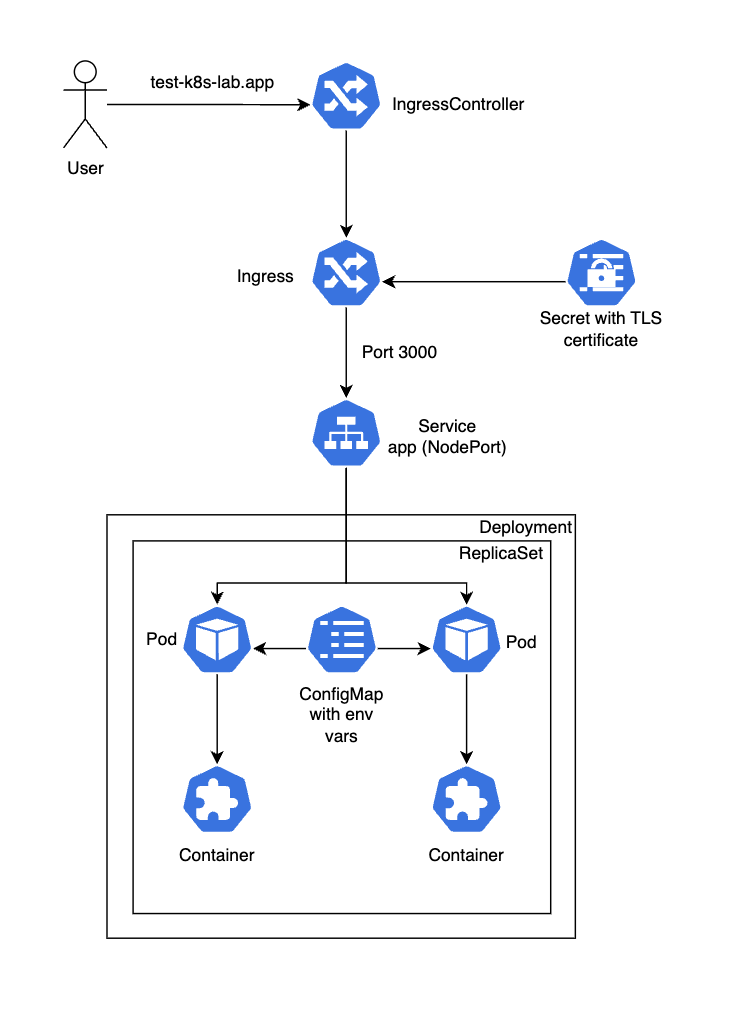 test-k8s-lab.app
IngressController
User
Ingress
Secret with TLS
certificate
Port 3000
Service
app (NodePort)
Deployment
ReplicaSet
Pod
Pod
ConfigMap
with env
vars
Container
Container